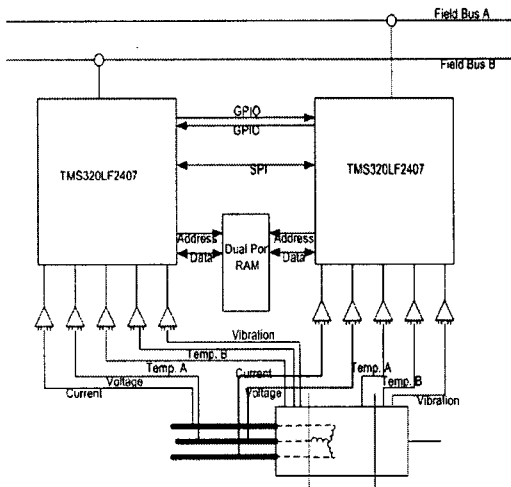 Field Bus A
Field Bus B
GPIO
GPIO
TMS320LF2407
SPI
TMS320LF2407
Address
Data
Dual Por
RAM
Address
Data
Vibration
Temp. B
Temp. A
Voltage
Current
Current
Voltage
Temp. A
Temp. B
Vibration